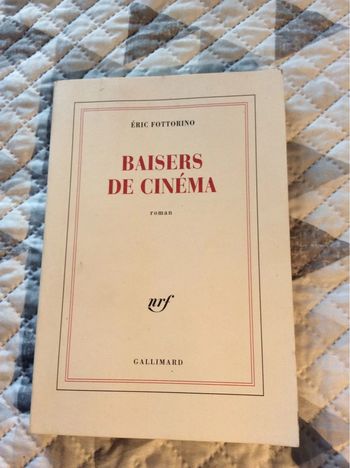 ÉRIC FOTTORINO
BAISERS
DE CINÉMA
roman
nrf
GALLIMARD